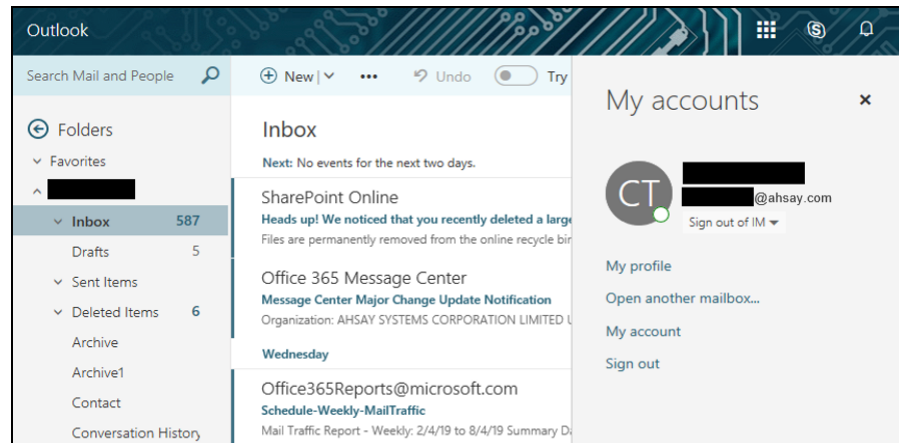 Outlook
Search Mail and People
New
Undo
Try
Folders
Favorites
Inbox 587
Drafts 5
Sent Items
Deleted Items 6
Archive
Archive1
Contact
Conversation History
Inbox
Next: No events for the next two days.
SharePoint Online
Heads up! We noticed that you recently deleted a large
Files are permanently removed from the online recycle bin
Office 365 Message Center
Message Center Major Change Update Notification
Organization: AHSAY SYSTEMS CORPORATION LIMITED
Wednesday
Office365Reports@microsoft.com
Schedule-Weekly-MailTraffic
Mail Traffic Report - Weekly: 2/4/19 to 8/4/19 Summary Da
My accounts
CT
@ahsay.com
Sign out of IM
My profile
Open another mailbox...
My account
Sign out